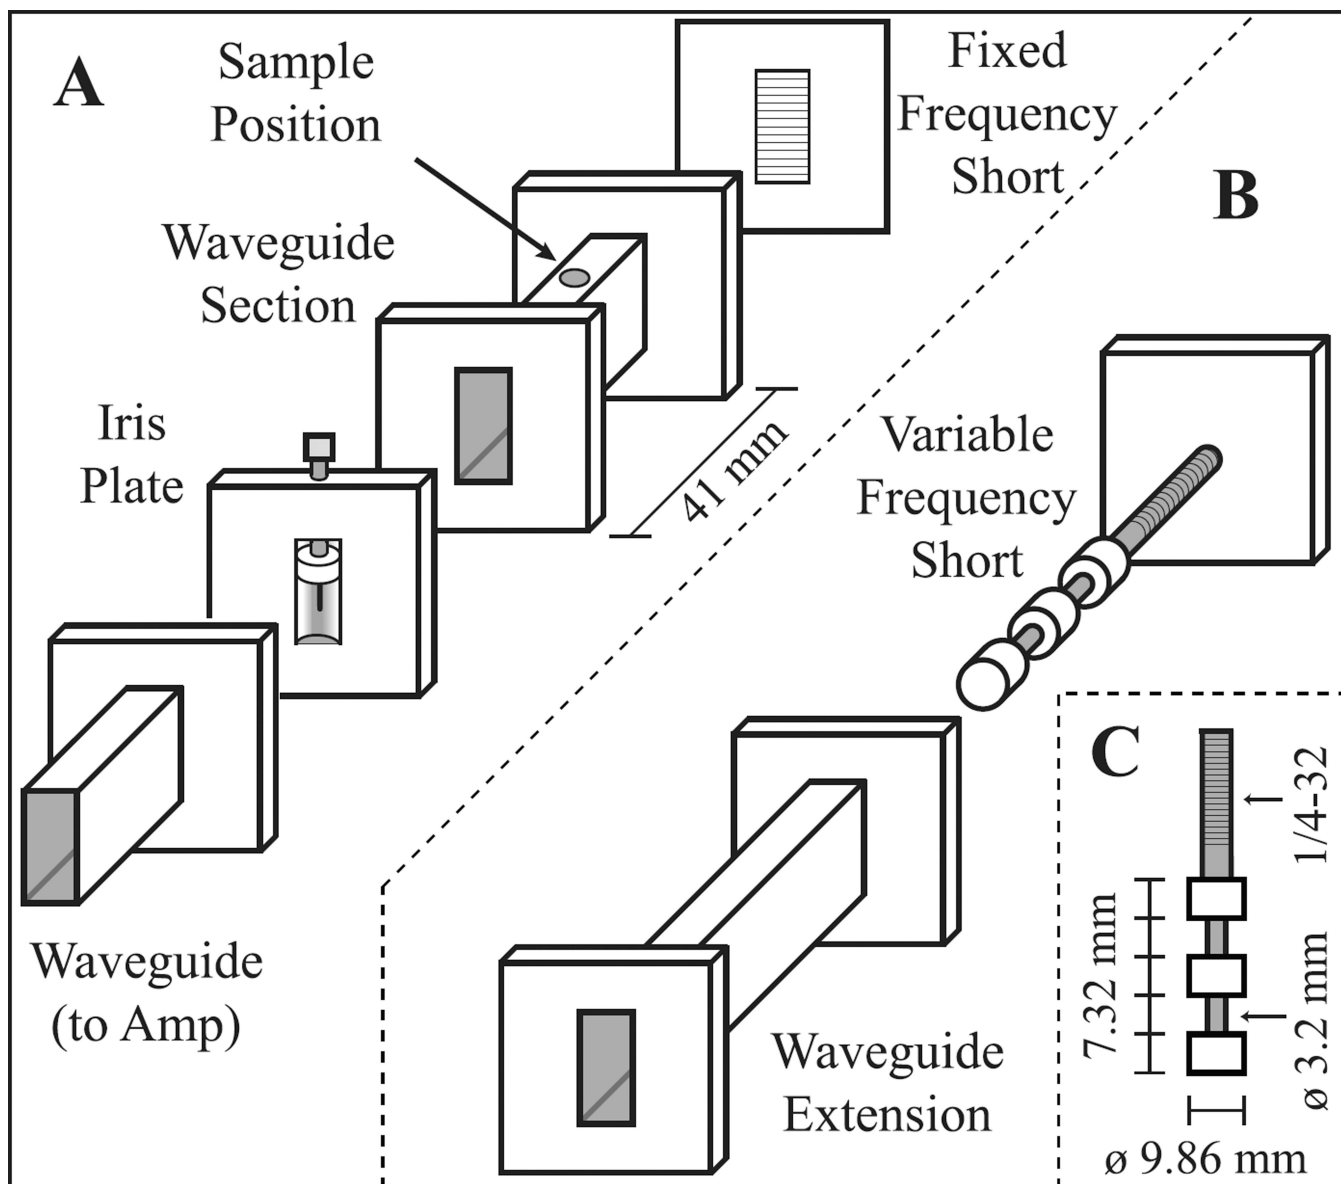 A
Sample
Position
Fixed
Frequency
Short
Waveguide
Section
B
Iris
Plate
41 mm
Variable
Frequency
Short
Waveguide
(to Amp)
Waveguide
Extension
C
1/4-32
7.32 mm
ø 3.2 mm
ø 9.86 mm